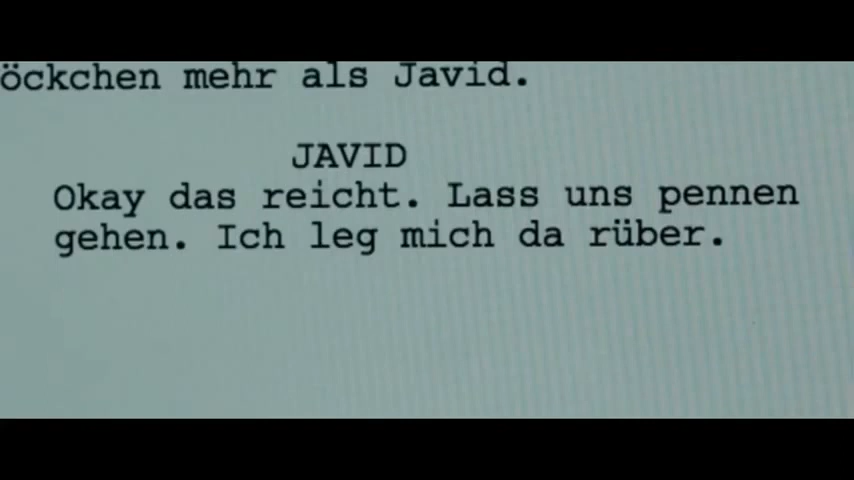 öckchen mehr als Javid.
JAVID
Okay das reicht. Lass uns pennen
gehen. Ich leg mich da rüber.